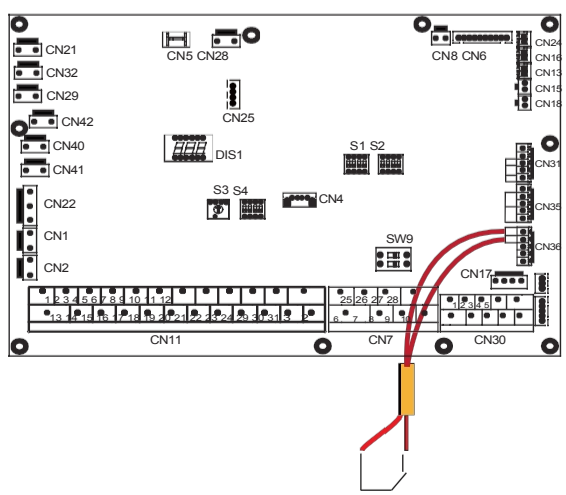 CN21
CN5 CN28
CN8 CN6
CN24
CN16
CN32
CN13
CN29
CN15
CN18
CN42
CN25
CN40
DIS1
S1 S2
CN31
CN41
CN22
S3 S4
CN4
CN35
CN1
SW9
CN36
CN2
CN17
1 2 3 4 5 6 7 8 9 10 11 12
25 26 27 28
1 2 3 4 5
13 14 15 16 17 18 19 20 21 22 23 24 29 30 31 3 2
6 7 8 9 10
CN11
CN7
CN30